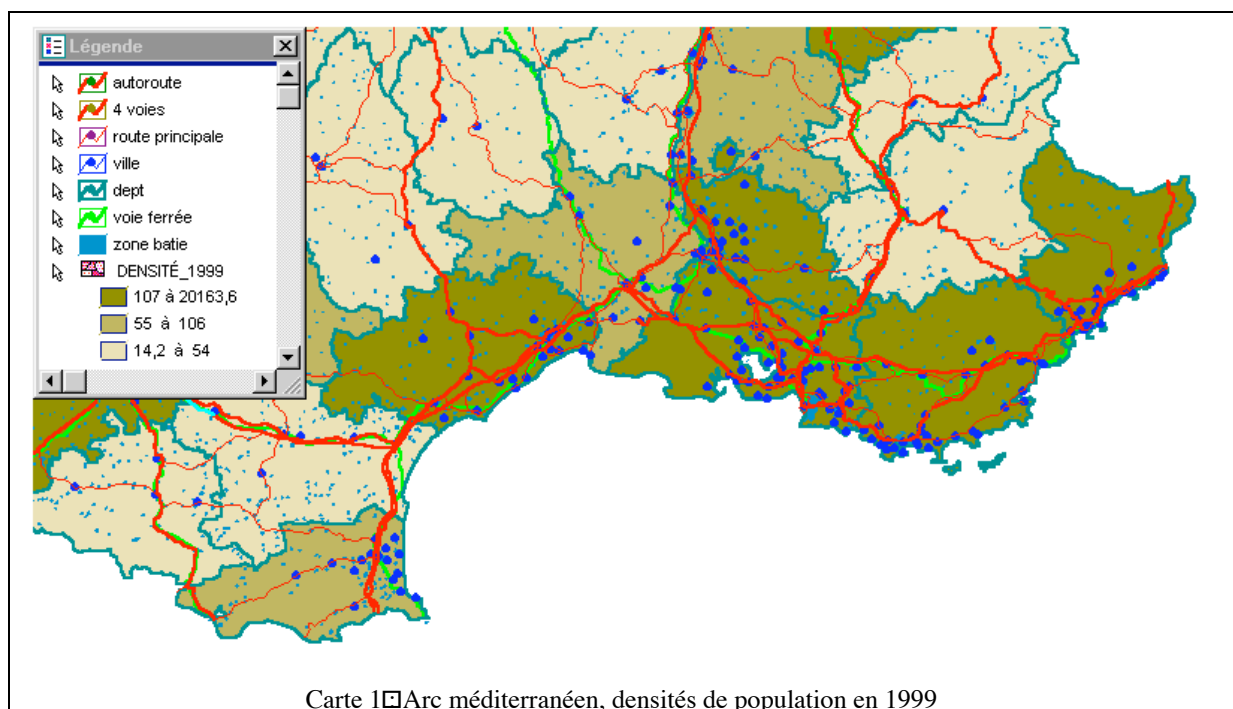 Légende
autoroute
4 voies
route principale
ville
dept
voie ferrée
zone batie
DENSITÉ_1999
107 à 20163,6
55 à 106
14,2 à 54
Carte 1 Arc méditerranéen, densités de population en 1999